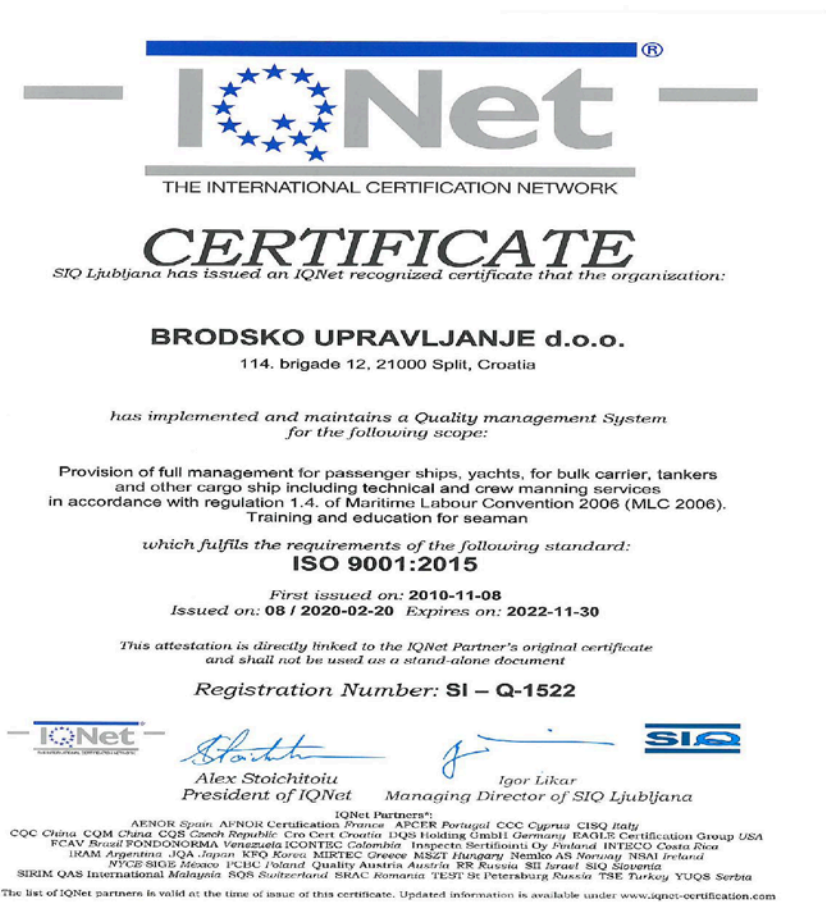 IQNet ®
THE INTERNATIONAL CERTIFICATION NETWORK
CERTIFICATE
SIQ Ljubljana has issued an IQNet recognized certificate that the organization:
BRODSKO UPRAVLJANJE d.o.o.
114. brigade 12, 21000 Split, Croatia
has implemented and maintains a Quality management System
for the following scope:
Provision of full management for passenger ships, yachts, for bulk carrier, tankers
and other cargo ship including technical and crew manning services
in accordance with regulation 1.4. of Maritime Labour Convention 2006 (MLC 2006).
Training and education for seaman
which fulfils the requirements of the following standard:
ISO 9001:2015
First issued on: 2010-11-08
Issued on: 08 / 2020-02-20 Expires on: 2022-11-30
This attestation is directly linked to the IQNet Partner's original certificate
and shall not be used as a stand-alone document
Registration Number: SI – Q-1522
IQNet
THE INTERNATIONAL CERTIFICATION NETWORK
SIQ
Alex Stoichitoiu
President of IQNet
Igor Likar
Managing Director of SIQ Ljubljana
IQNet Partners*:
AENOR Spain AFNOR Certification France APCER Portugal CCC Cyprus CISQ Italy
CQC China CQM China CQS Czech Republic Cro Cert Croatia DQS Holding GmbH Germany EAGLE Certification Group USA
FCAV Brazil FONDONORMA Venezuela ICONTEC Colombia Inspecta Sertifiointi Oy Finland INTECO Costa Rica
IRAM Argentina JQA Japan KFQ Korea MIRTEC Greece MSZT Hungary Nemko AS Norway NSAI Ireland
NYCE SIGE México PCBC Poland Quality Austria Austria RR Russia SII Israel SIQ Slovenia
SIRIM QAS International Malaysia SQS Switzerland SRAC Romania TEST St Petersburg Russia TSE Turkey YUQS Serbia
The list of IQNet partners is valid at the time of issue of this certificate. Updated information is available under www.iqnet-certification.com